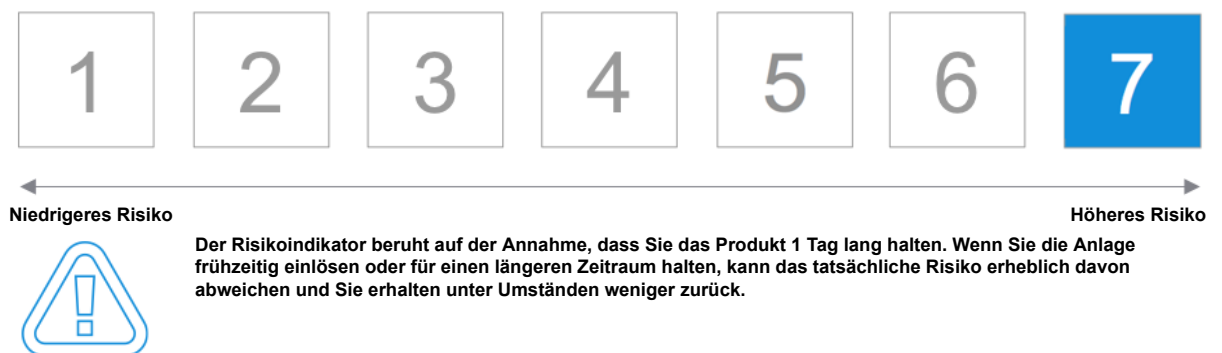 1 2 3 4 5 6 7
Niedrigeres Risiko Höheres Risiko
Der Risikoindikator beruht auf der Annahme, dass Sie das Produkt 1 Tag lang halten. Wenn Sie die Anlage
frühzeitig einlösen oder für einen längeren Zeitraum halten, kann das tatsächliche Risiko erheblich davon
abweichen und Sie erhalten unter Umständen weniger zurück.